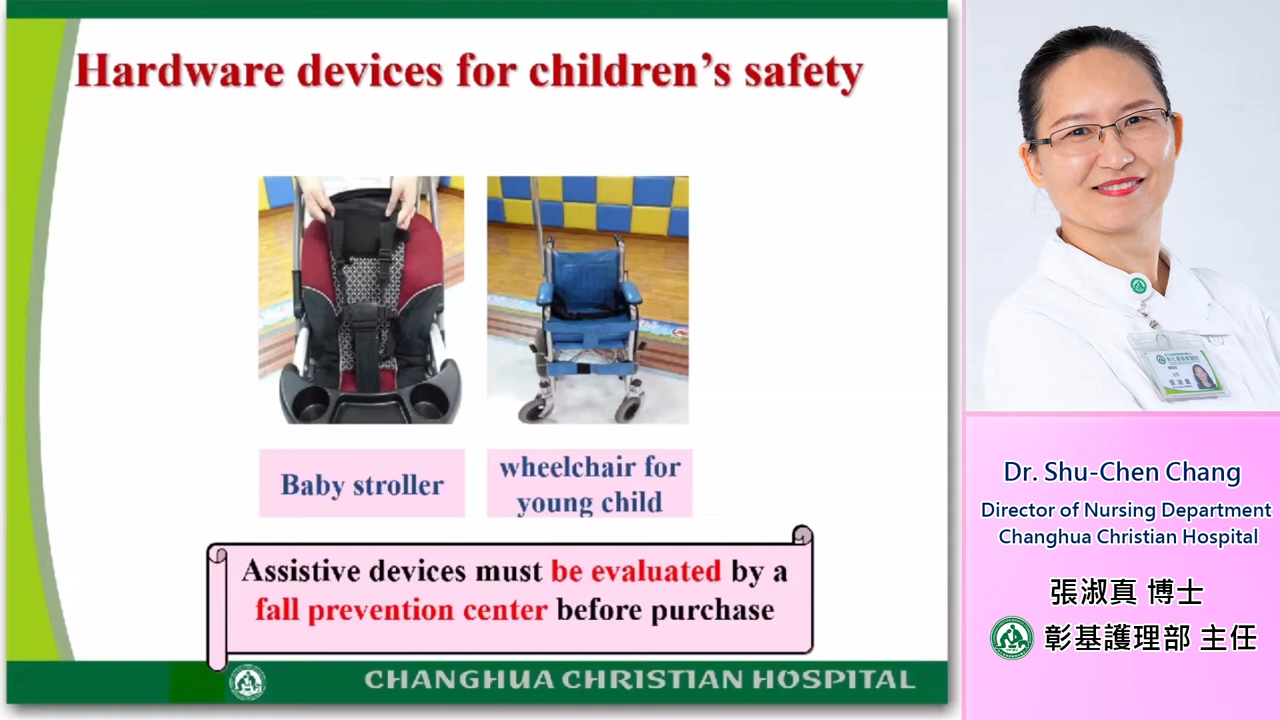 Hardware devices for children’s safety
Baby stroller
wheelchair for
young child
Assistive devices must be evaluated by a
fall prevention center before purchase
CHANGHUA CHRISTIAN HOSPITAL
Dr. Shu-Chen Chang
Director of Nursing Department
Changhua Christian Hospital
張淑真 博士
彰基護理部 主任